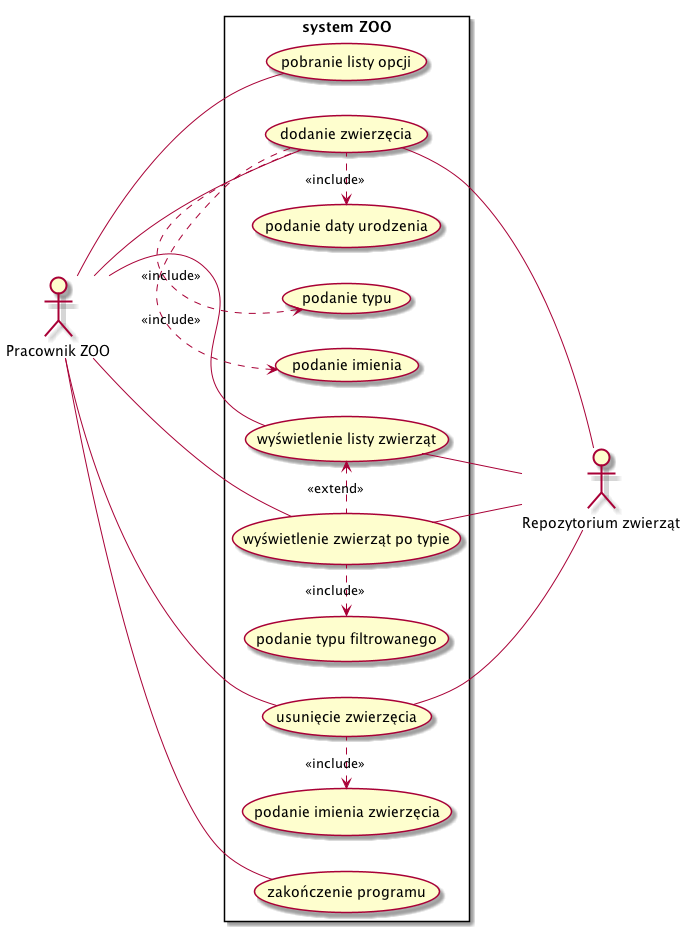 system ZOO
pobranie listy opcji
dodanie zwierzęcia
«include»
podanie daty urodzenia
«include»
podanie typu
«include»
Pracownik ZOO
podanie imienia
wyświetlenie listy zwierząt
«extend»
Repozytorium zwierząt
wyświetlenie zwierząt po typie
«include»
podanie typu filtrowanego
usunięcie zwierzęcia
«include»
podanie imienia zwierzęcia
zakończenie programu